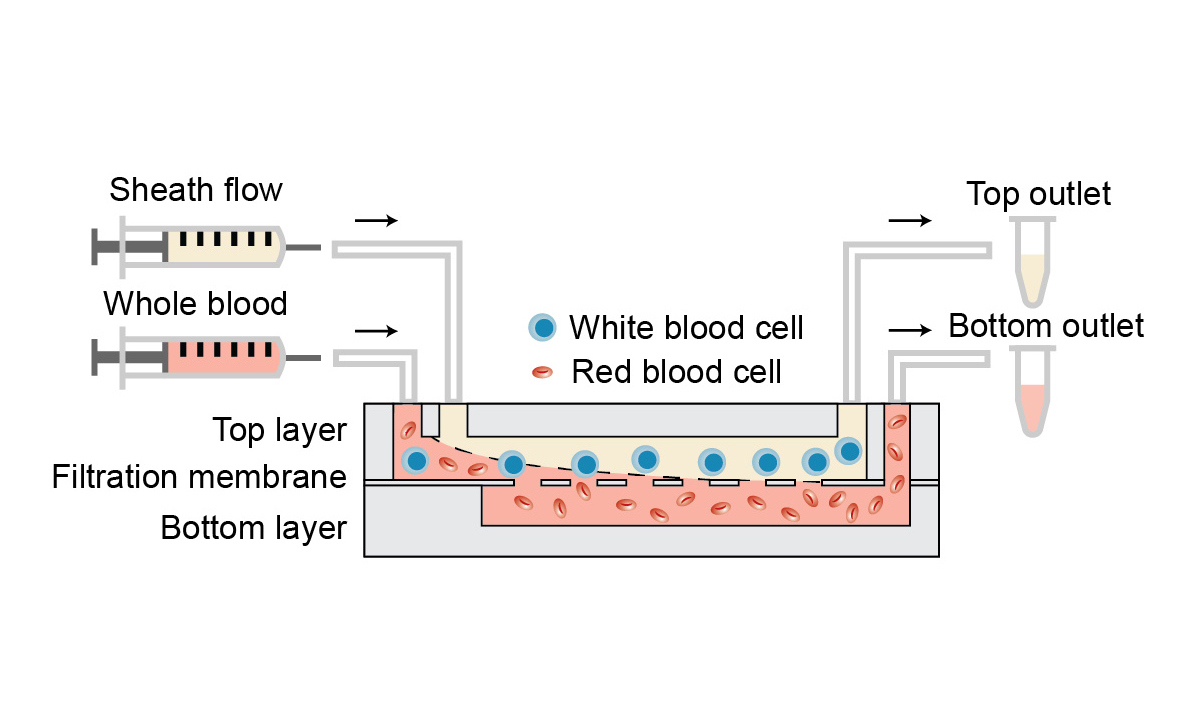 Sheath flow
Top outlet
Whole blood
White blood cell
Bottom outlet
Red blood cell
Top layer
Filtration membrane
Bottom layer